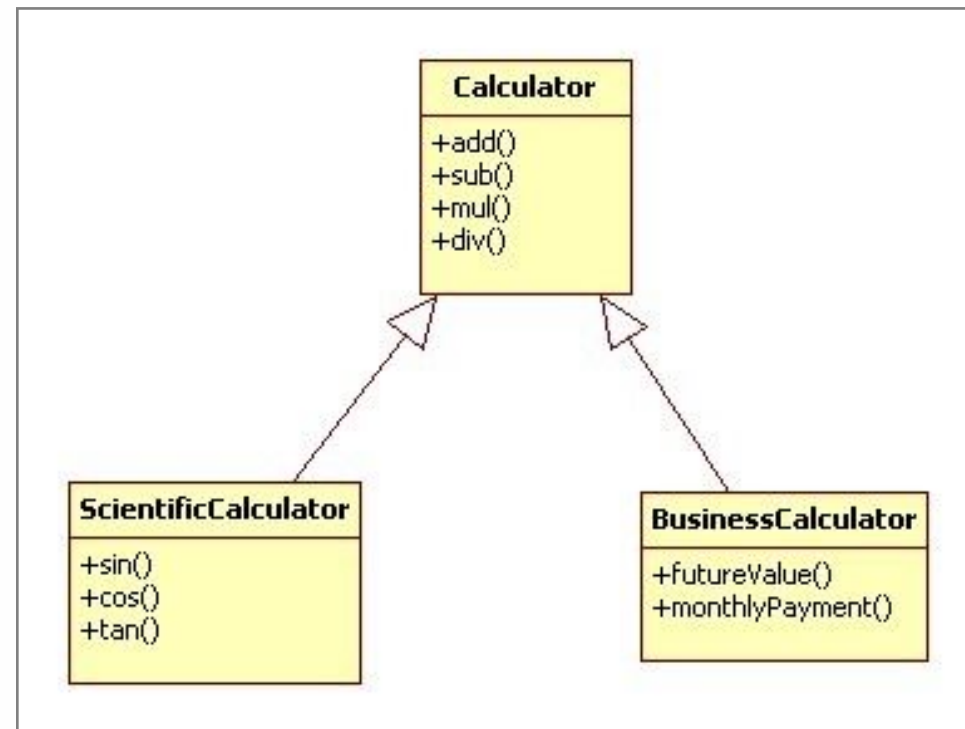 Calculator
+add()
+sub()
+mul()
+div()
ScientificCalculator
+sin()
+cos()
+tan()
BusinessCalculator
+futureValue()
+monthlyPayment()